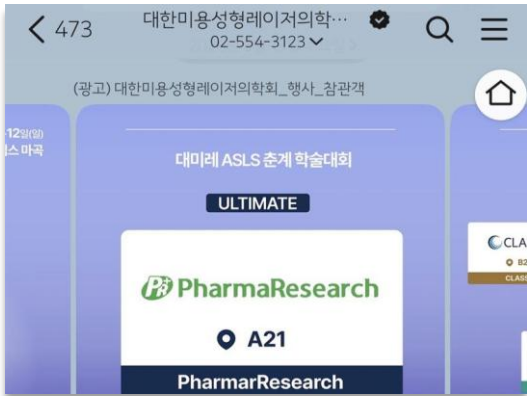 473
대한미용성형레이저의학…
02-554-3123
(광고) 대한미용성형레이저의학회_행사_참관객
12일(일)
스 마곡
대미레 ASLS 춘계 학술대회
ULTIMATE
PharmaResearch
A21
PharmarResearch
CLA
B2
CLASS